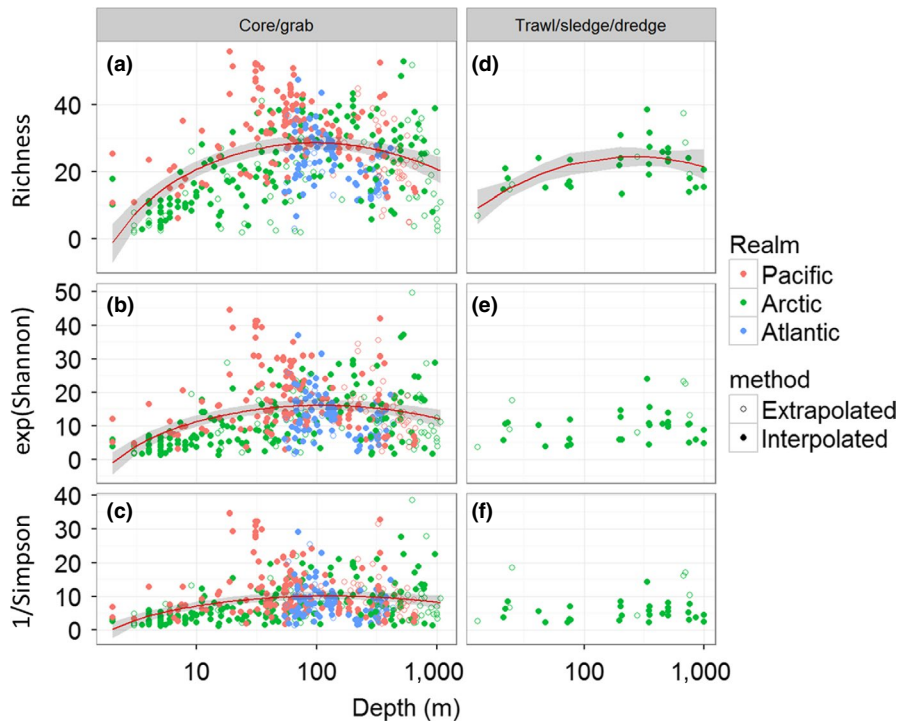 Core/grab
Trawl/sledge/dredge
(a)
(d)
Richness
40
20
0
(b)
(e)
exp(Shannon)
50
40
30
20
10
0
(c)
(f)
1/Simpson
40
30
20
10
0
10
100
1,000
100
1,000
Depth (m)
Realm
Pacific
Arctic
Atlantic
method
Extrapolated
Interpolated